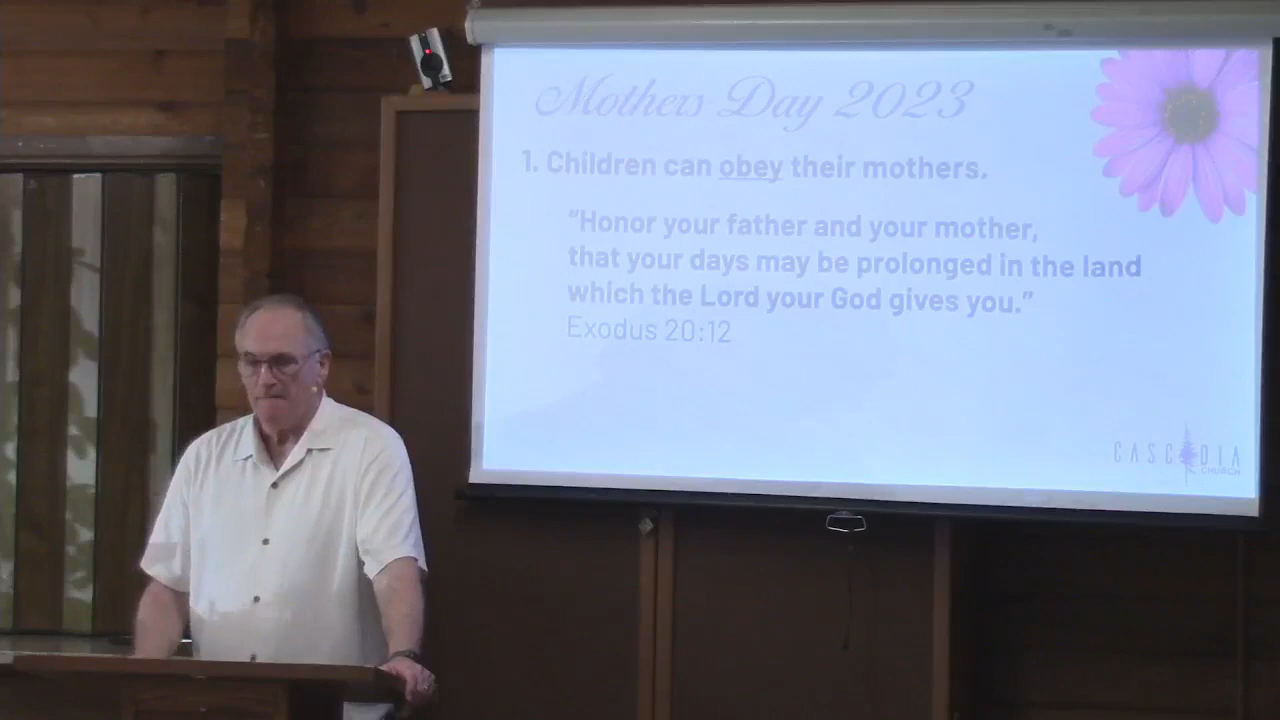 Mothers Day 2023
1. Children can obey their mothers.
“Honor your father and your mother,
that your days may be prolonged in the land
which the Lord your God gives you.”
Exodus 20:12
CASCADIA
CHURCH